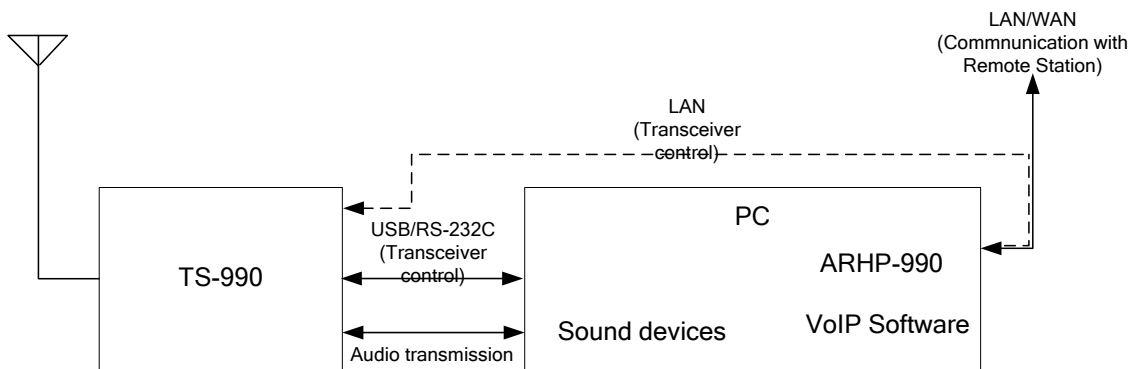 LAN/WAN
(Commnunication with
Remote Station)
LAN
(Transceiver
control)
PC
USB/RS-232C
(Transceiver
control)
TS-990
ARHP-990
Sound devices
VoIP Software
Audio transmission